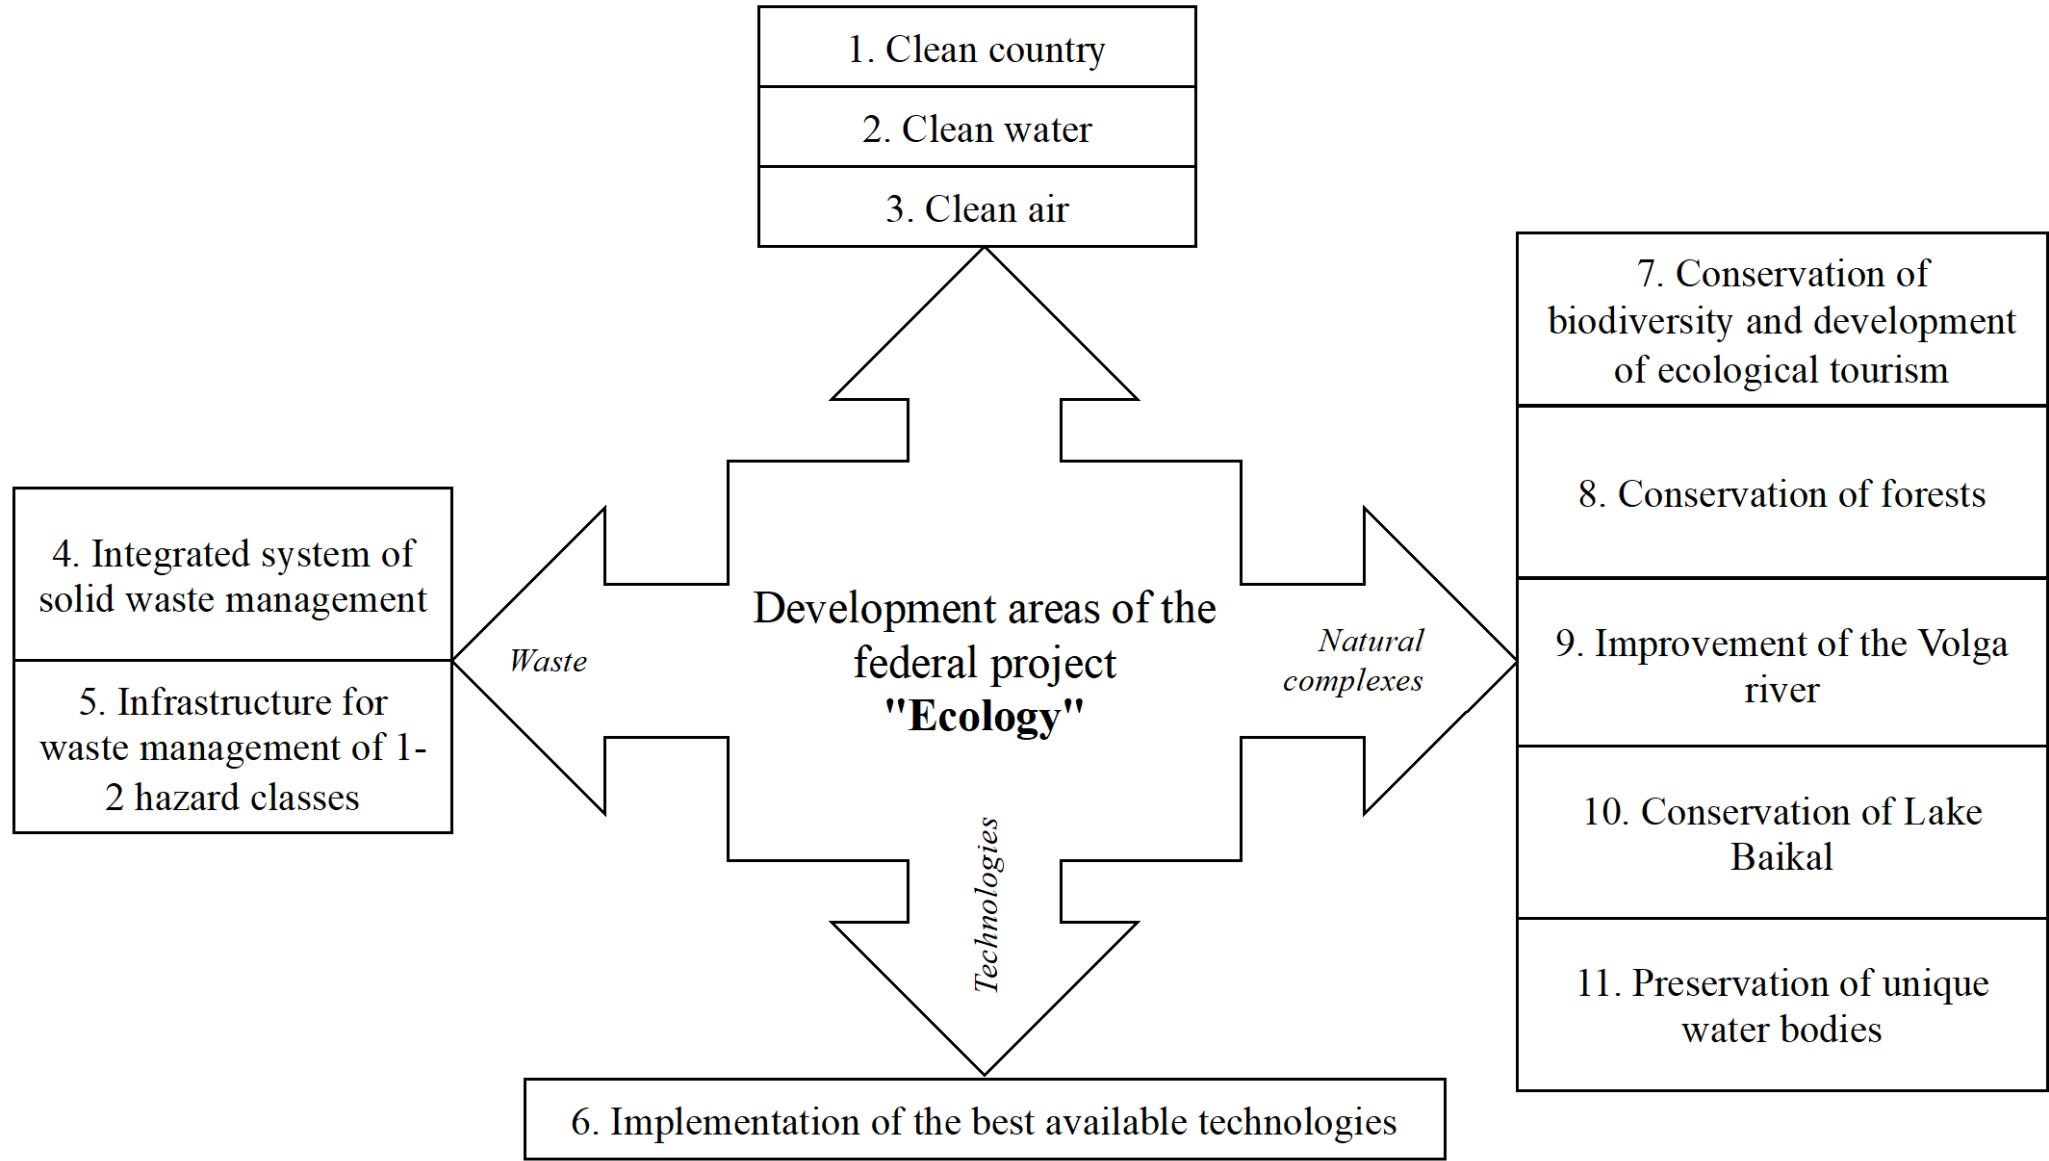 1. Clean country
2. Clean water
3. Clean air
4. Integrated system of
solid waste management
5. Infrastructure for
waste management of 1-
2 hazard classes
Waste
Development areas of the
federal project
"Ecology"
Natural
complexes
Technologies
6. Implementation of the best available technologies
7. Conservation of
biodiversity and development
of ecological tourism
8. Conservation of forests
9. Improvement of the Volga
river
10. Conservation of Lake
Baikal
11. Preservation of unique
water bodies